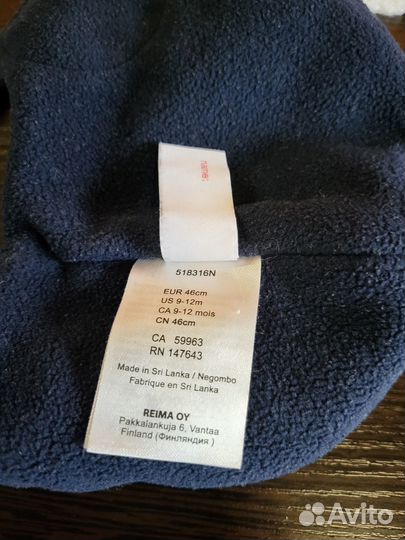 name:
518316N
EUR 46cm
US 9-12m
CA 9-12 mois
CN 46cm
CA 59963
RN 147643
Made in Sri Lanka / Negombo
Fabrique en Sri Lanka
REIMA OY
Pakkalankuja 6, Vantaa
Finland (Финляндия )
Avito